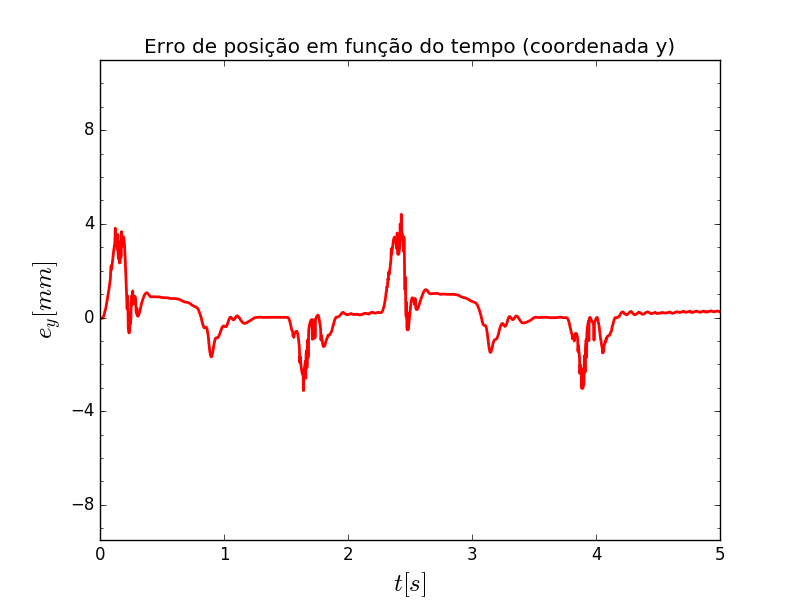 Erro de posição em função do tempo (coordenada y)
8
4
0
−4
−8
e_y[mm]
0 1 2 3 4 5
t[s]